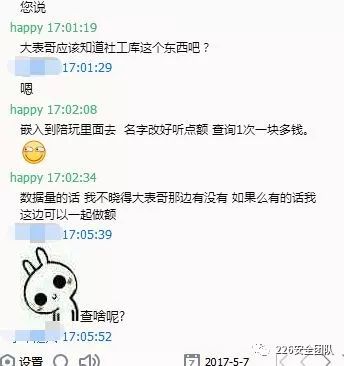 您说
happy 17:01:19
大表哥应该知道社工库这个东西吧？
17:01:29
嗯
happy 17:02:08
嵌入到陪玩里面去 名字改好听点额 查询1次一块多钱。
happy 17:02:34
数据量的话 我不晓得大表哥那边有没有 如果么有的话我
这边可以一起做额
17:05:39
查啥呢?
17:05:52
设置
2017-5-7
226安全团队